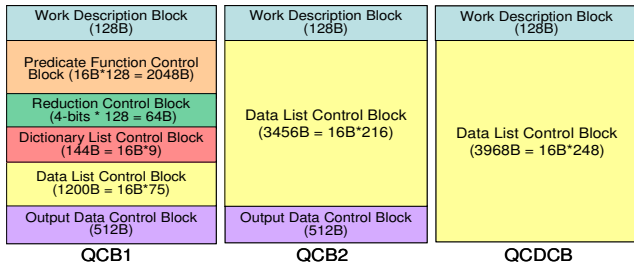 Work Description Block
(128B)
Predicate Function Control
Block (16B*128 = 2048B)
Reduction Control Block
(4-bits * 128 = 64B)
Dictionary List Control Block
(144B = 16B*9)
Data List Control Block
(1200B = 16B*75)
Output Data Control Block
(512B)
QCB1
Work Description Block
(128B)
Data List Control Block
(3456B = 16B*216)
Output Data Control Block
(512B)
QCB2
Work Description Block
(128B)
Data List Control Block
(3968B = 16B*248)
QCDCB